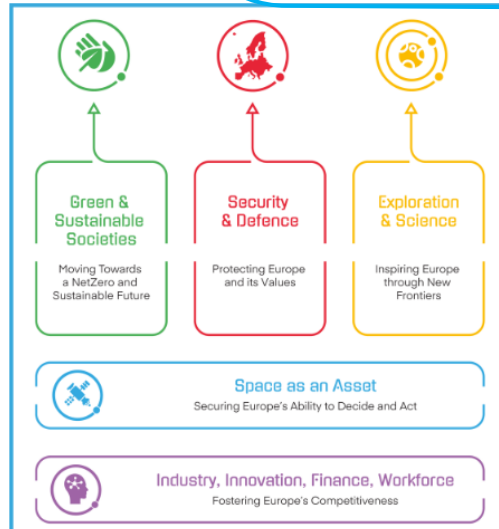 Green &
Sustainable
Societies
Moving Towards
a NetZero and
Sustainable Future
Security
& Defence
Protecting Europe
and its Values
Exploration
& Science
Inspiring Europe
through New
Frontiers
Space as an Asset
Securing Europe's Ability to Decide and Act
Industry, Innovation, Finance, Workforce
Fostering Europe's Competitiveness